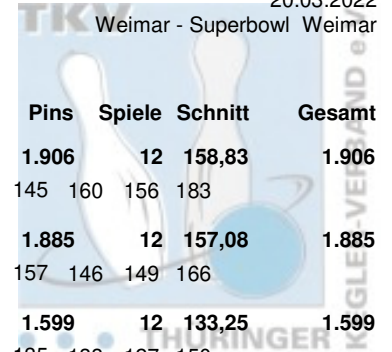 20.03.2022
TKV
Weimar - Superbowl Weimar
Pins Spiele Schnitt Gesamt
1.906 12 158,83 1.906
145 160 156 183
1.885 12 157,08 1.885
157 146 149 166
1.599 12 133,25 1.599
THÜRINGER
KEGLER-VERBAND e.V.